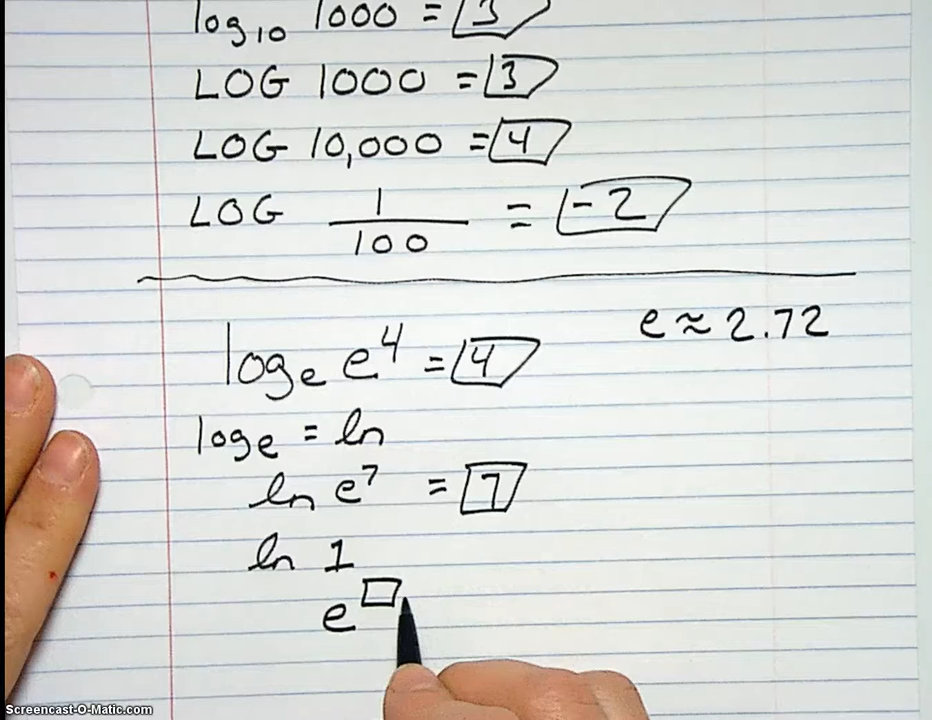 log₁₀ 1000 = 3
LOG 1000 = 3
LOG 10,000 = 4
LOG 1/100 = -2
e ≈ 2.72
logₑ e⁴ = 4
logₑ = ln
ln e⁷ = 7
ln 1
e^□
Screencast-O-Matic.com